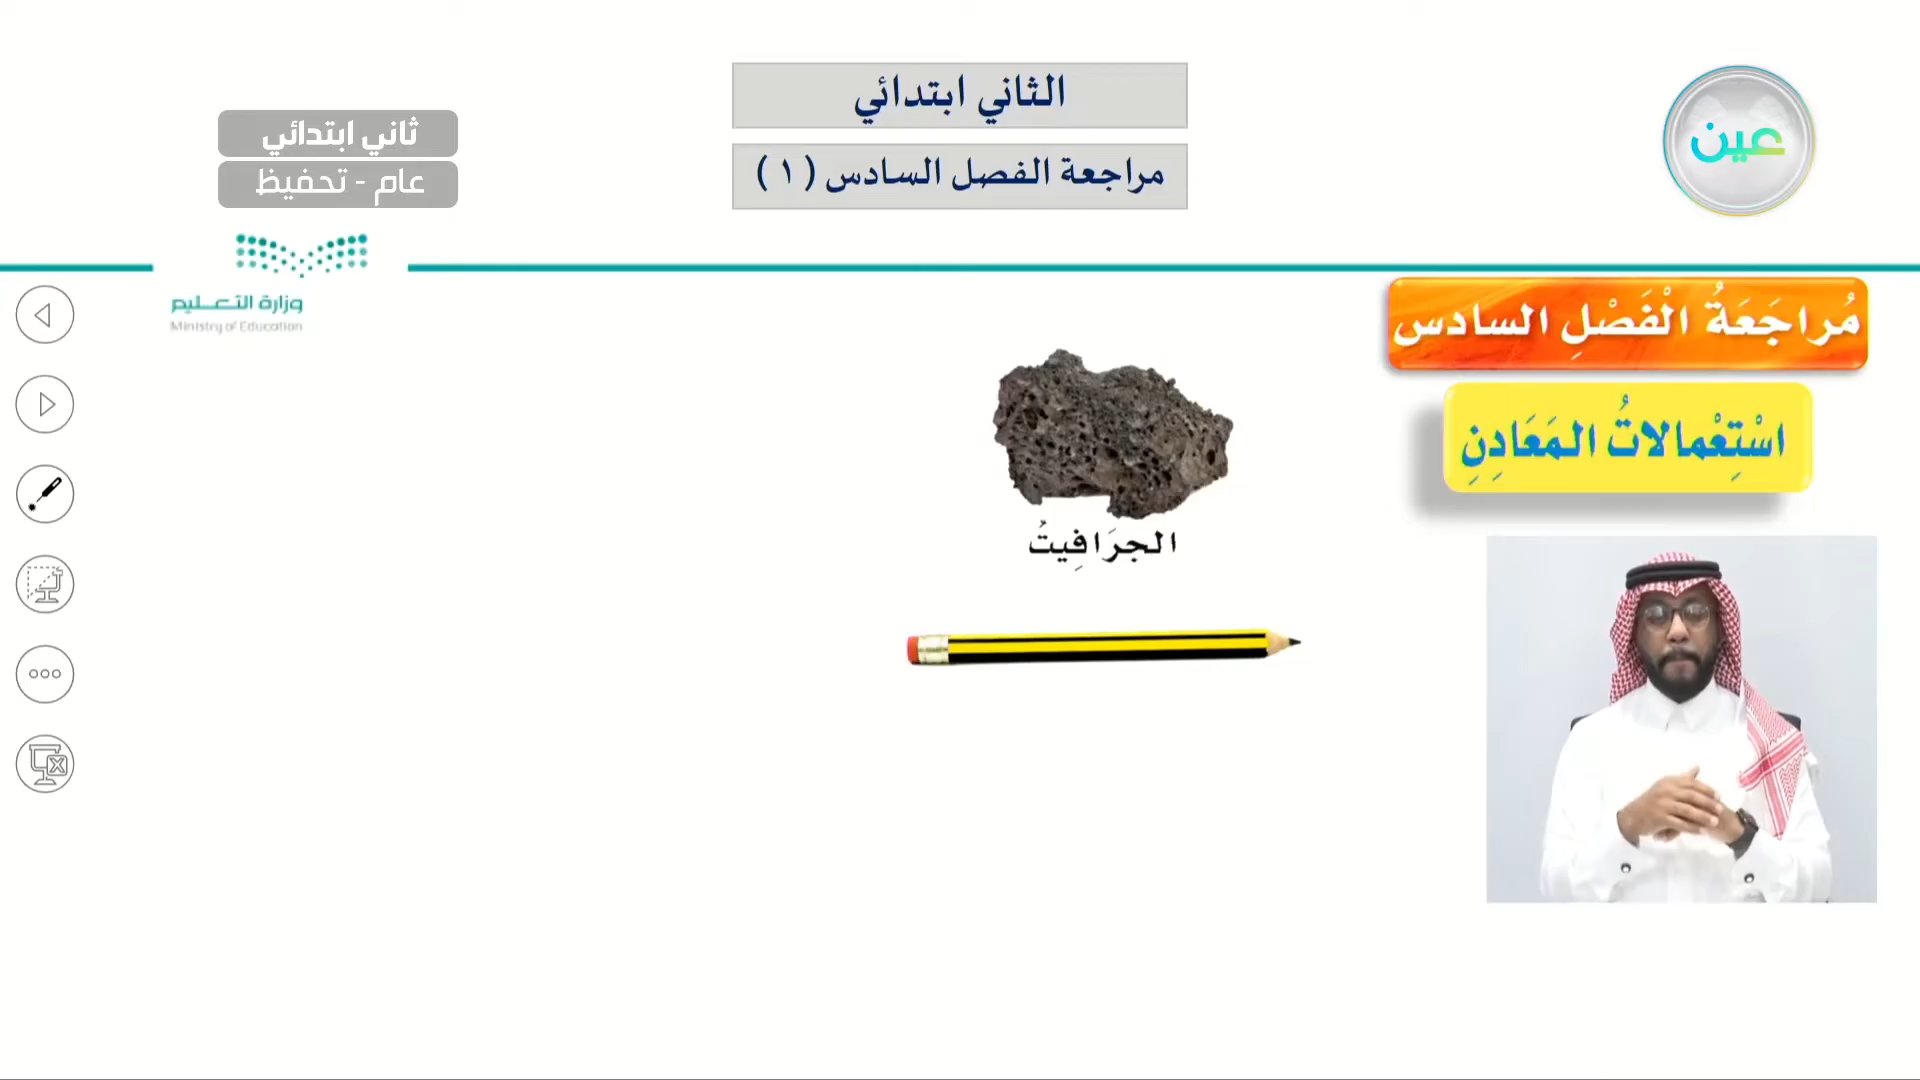 الثاني ابتدائي
مراجعة الفصل السادس ( ١ )
عين
ثاني ابتدائي
عام - تحفيظ
وزارة التعليم
Ministry of Education
مُراجَعَةُ الْفَصْلِ السادس
اسْتِعْمالاتُ المَعَادِنِ
الجرَافِيتُ